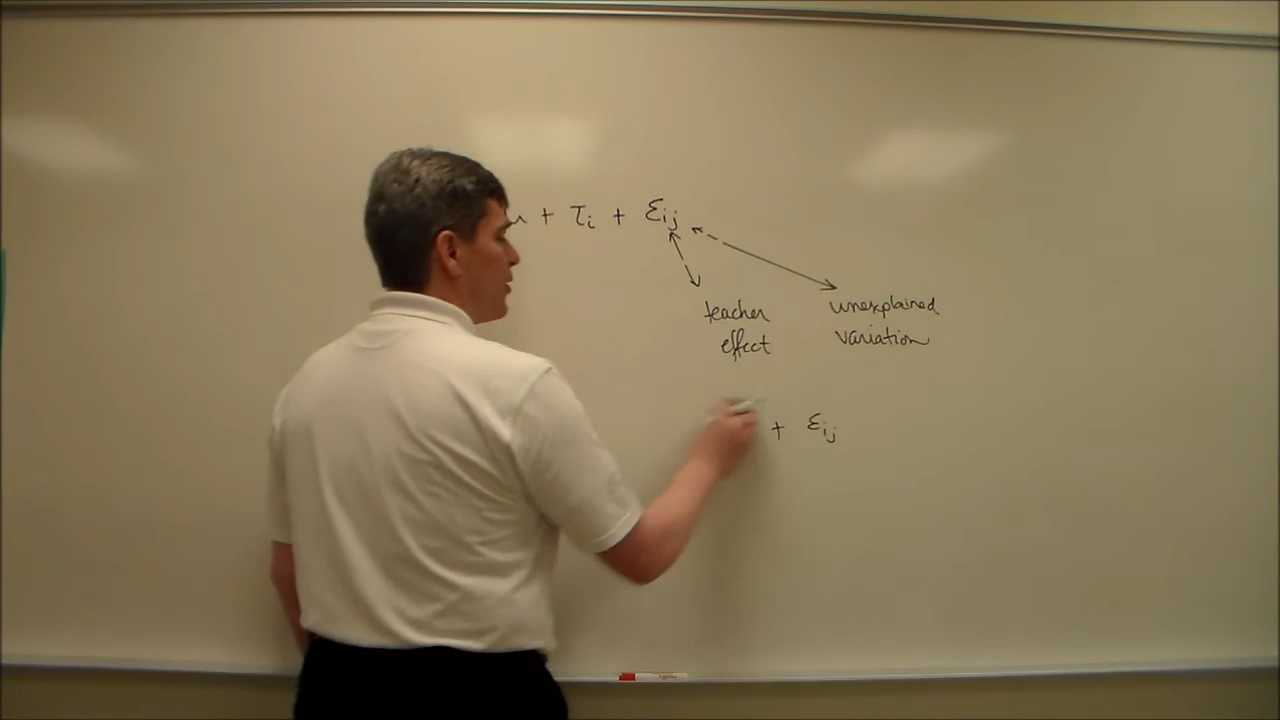 + τᵢ + εᵢⱼ
teacher unexplained
effect variation
+ εᵢⱼ